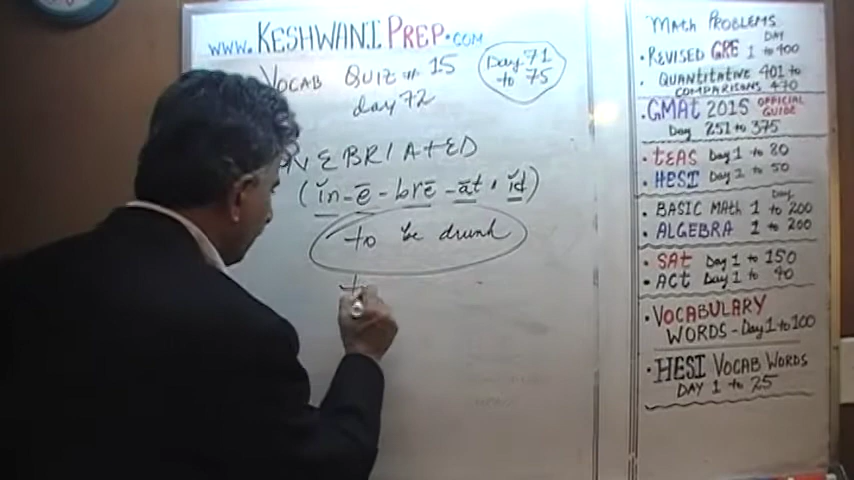 www.KESHWANI PREP.COM
VOCAB QUIZ # 15
day 72
Day 71
to 75
NEBRIATED
(in-e-bre-at.id)
to be drunk
MATH PROBLEMS
DAY
• REVISED GRE 1 to 400
• QUANTITATIVE 401 to
COMPARISONS 470
• GMAt 2015 OFFICIAL GUIDE
Day 251 to 375
• tEAS Day 1 to 80
• HESI Day 1 to 50
DAY
• BASIC MAtH 1 to 200
• ALGEBRA 1 to 200
• SAt Day 1 to 150
• ACt Day 1 to 40
• VOCABULARY
WORDS - Day 1 to 100
• HESI VOCAB WORDS
DAY 1 to 25